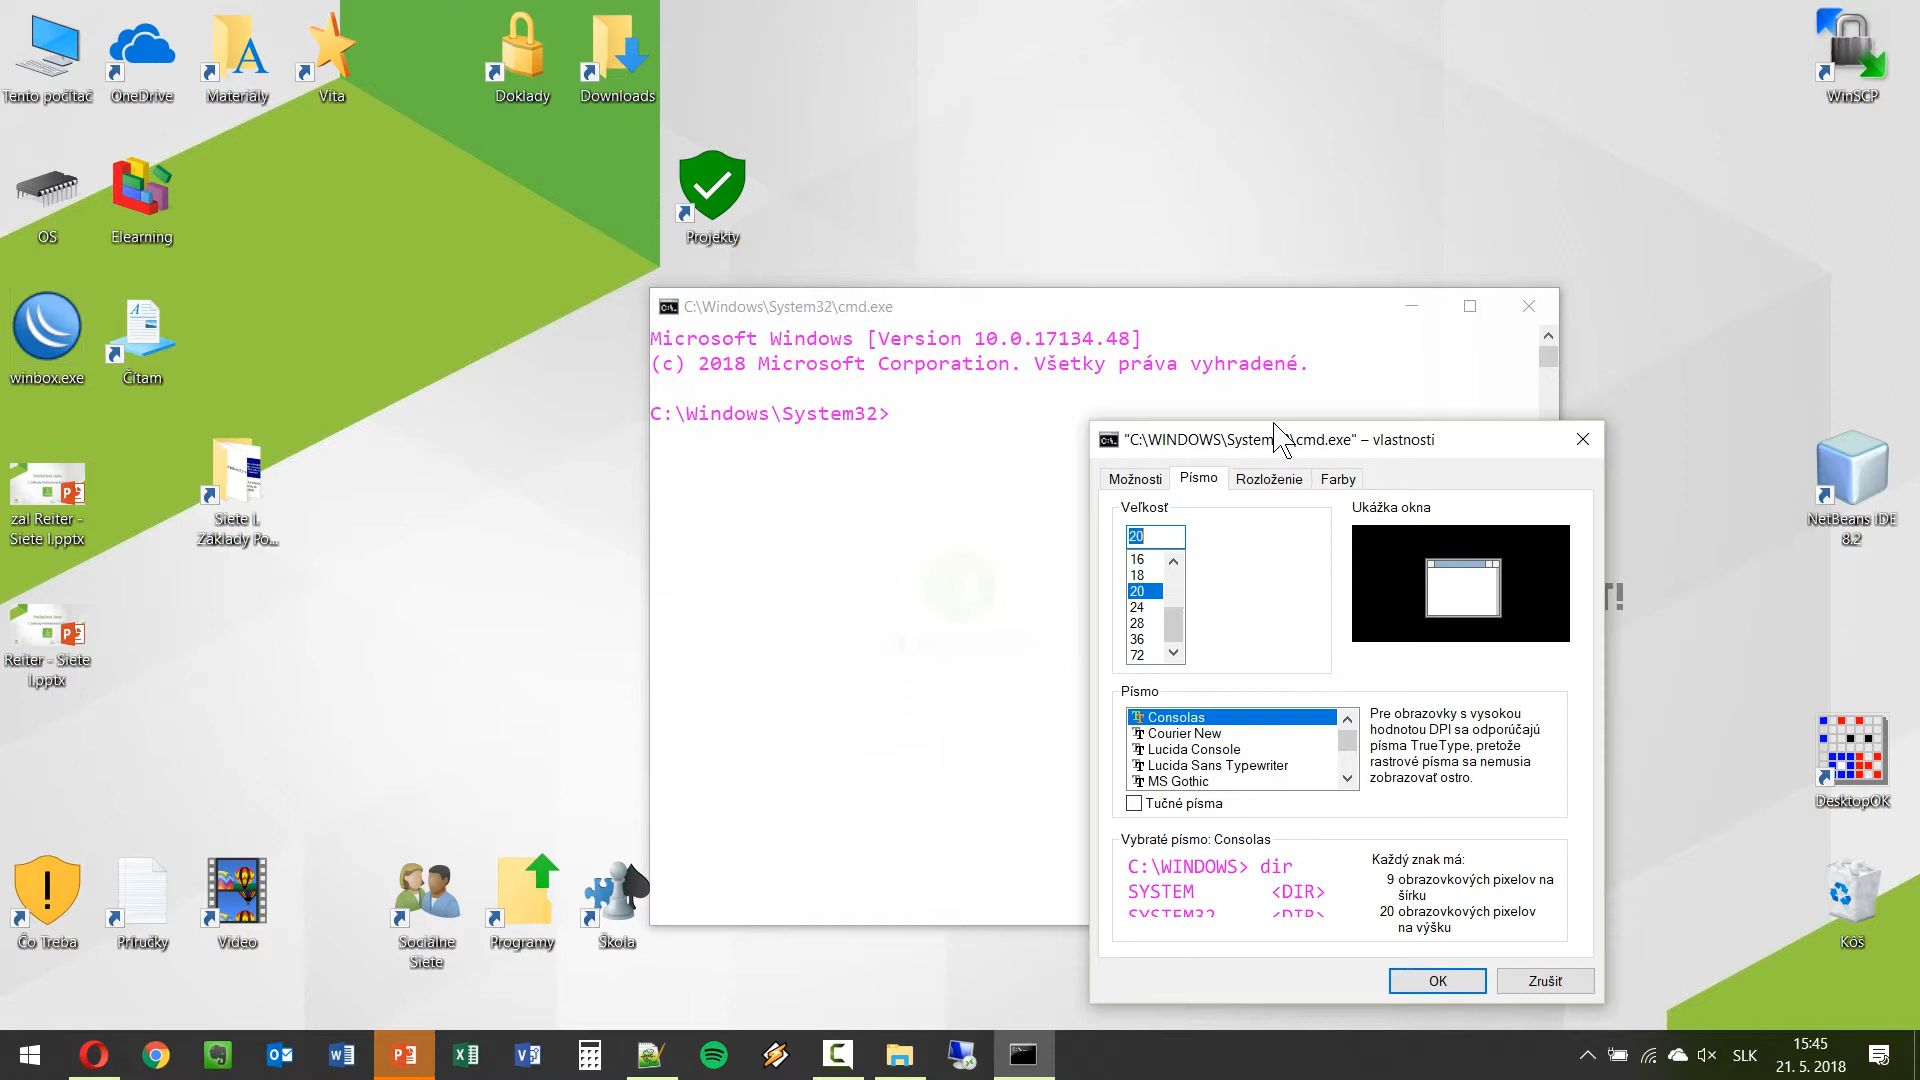 Tento počítač
OneDrive
Materiály
Víta
Doklady
Downloads
WinSCP
OS
Elearning
Projekty
winbox.exe
Čítam
zal Reiter -
Siete I.pptx
Siete I.
Základy Po...
Reiter - Siete
I.pptx
NetBeans IDE
8.2
DesktopOK
Čo Treba
Príručky
Video
Sociálne
Siete
Programy
Škola
Kôš
C:\Windows\System32\cmd.exe
Microsoft Windows [Version 10.0.17134.48]
(c) 2018 Microsoft Corporation. Všetky práva vyhradené.
C:\Windows\System32>
"C:\WINDOWS\System \cmd.exe" – vlastnosti
Možnosti
Písmo
Rozloženie
Farby
Veľkosť
20
16
18
20
24
28
36
72
Ukážka okna
Písmo
Consolas
Courier New
Lucida Console
Lucida Sans Typewriter
MS Gothic
Tučné písma
Pre obrazovky s vysokou
hodnotou DPI sa odporúčajú
písma TrueType, pretože
rastrové písma sa nemusia
zobrazovať ostro.
Vybraté písmo: Consolas
C:\WINDOWS> dir
SYSTEM <DIR>
SYSTEM32 <DIR>
Každý znak má:
9 obrazovkových pixelov na
šírku
20 obrazovkových pixelov
na výšku
OK
Zrušiť
SLK
15:45
21. 5. 2018